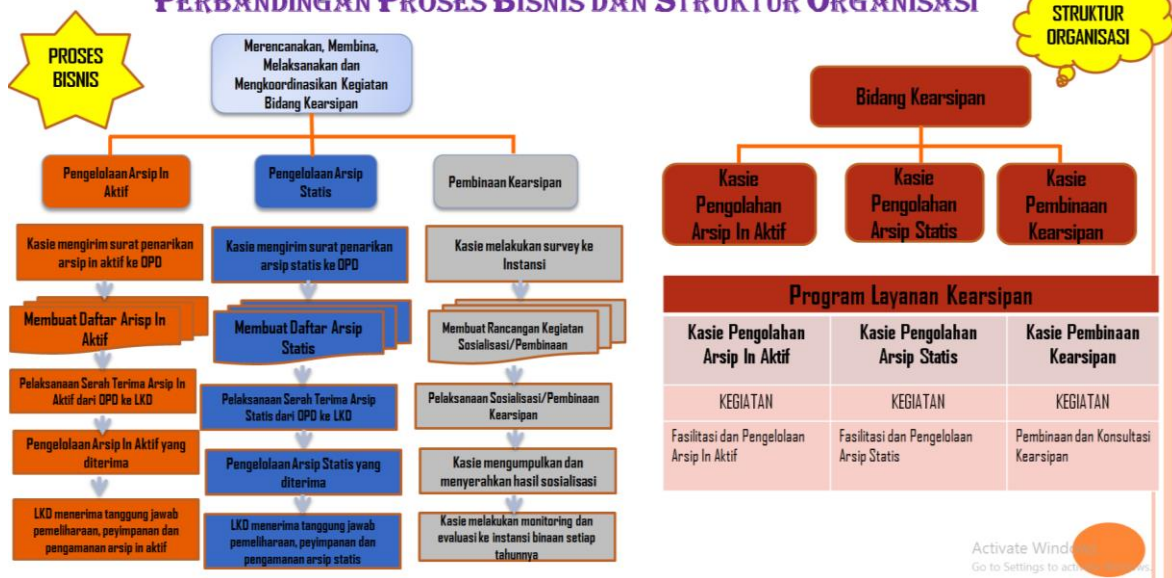 PERBANDINGAN PROSES BISNIS DAN STRUKTUR ORGANISASI
PROSES
BISNIS
Merencanakan, Membina,
Melaksanakan dan
Mengkoordinasikan Kegiatan
Bidang Kearsipan
Pengelolaan Arsip In
Aktif
Kasie mengirim surat penarikan
arsip in aktif ke OPD
Membuat Daftar Arisp In
Aktif
Pelaksanaan Serah Terima Arsip In
Aktif dari OPD ke LKD
Pengelolaan Arsip In Aktif yang
diterima
LKD menerima tanggung jawab
pemeliharaan, peyimpanan dan
pengamanan arsip in aktif
Pengelolaan Arsip
Statis
Kasie mengirim surat penarikan
arsip statis ke OPD
Membuat Daftar Arsip
Statis
Pelaksanaan Serah Terima Arsip
Statis dari OPD ke LKD
Pengelolaan Arsip Statis yang
diterima
LKD menerima tanggung jawab
pemeliharaan, peyimpanan dan
pengamanan arsip statis
Pembinaan Kearsipan
Kasie melakukan survey ke
Instansi
Membuat Rancangan Kegiatan
Sosialisasi/Pembinaan
Pelaksanaan Sosialisasi/Pembinaan
Kearsipan
Kasie mengumpulkan dan
menyerahkan hasil sosialisasi
Kasie melakukan monitoring dan
evaluasi ke instansi binaan setiap
tahunnya
STRUKTUR
ORGANISASI
Bidang Kearsipan
Kasie
Pengolahan
Arsip In Aktif
Kasie
Pengolahan
Arsip Statis
Kasie
Pembinaan
Kearsipan
Program Layanan Kearsipan
Kasie Pengolahan
Arsip In Aktif
Kasie Pengolahan
Arsip Statis
Kasie Pembinaan
Kearsipan
KEGIATAN KEGIATAN KEGIATAN
Fasilitasi dan Pengelolaan
Arsip In Aktif
Fasilitasi dan Pengelolaan
Arsip Statis
Pembinaan dan Konsultasi
Kearsipan
Activate
Go to Settings to